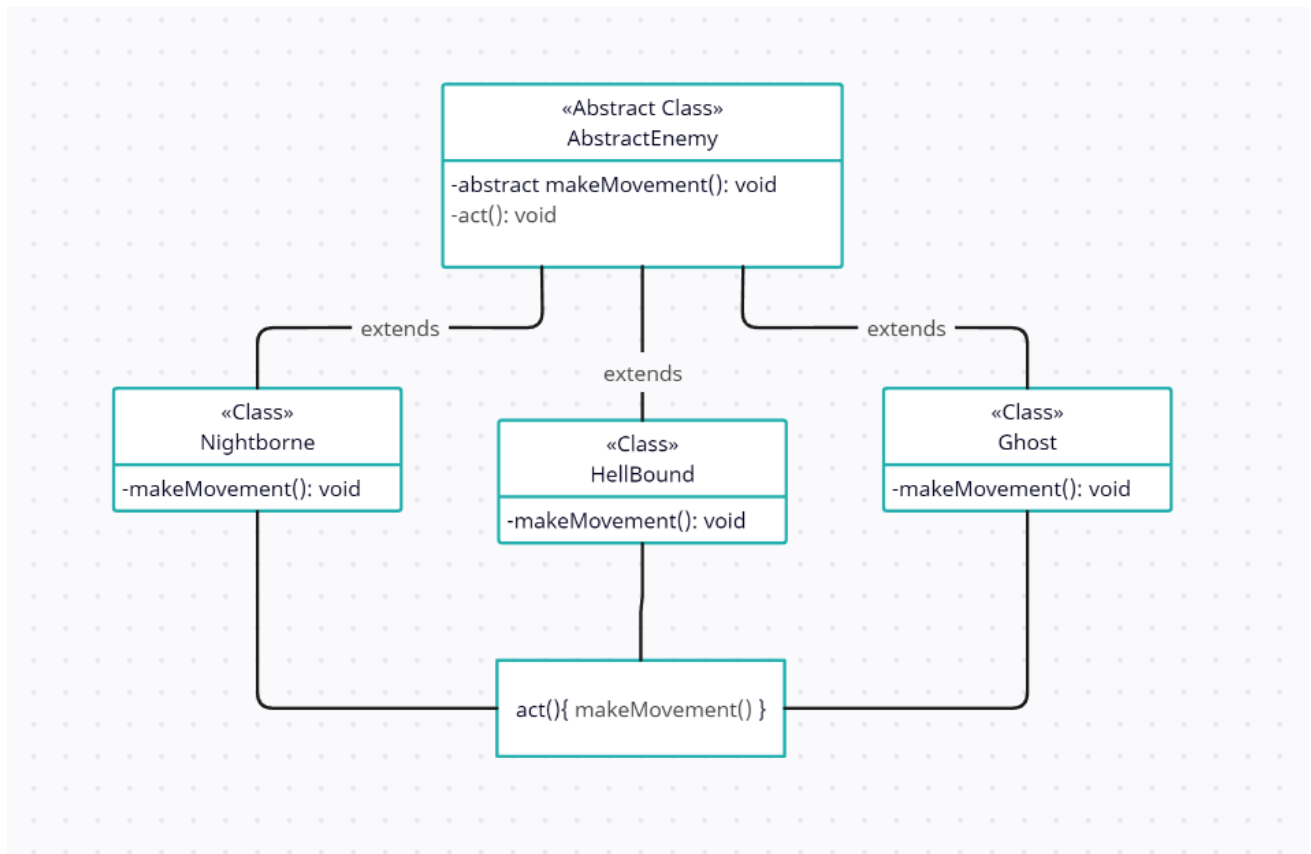 «Abstract Class»
AbstractEnemy
-abstract makeMovement(): void
-act(): void
extends
extends
extends
«Class»
Nightborne
-makeMovement(): void
«Class»
HellBound
-makeMovement(): void
«Class»
Ghost
-makeMovement(): void
act(){ makeMovement() }